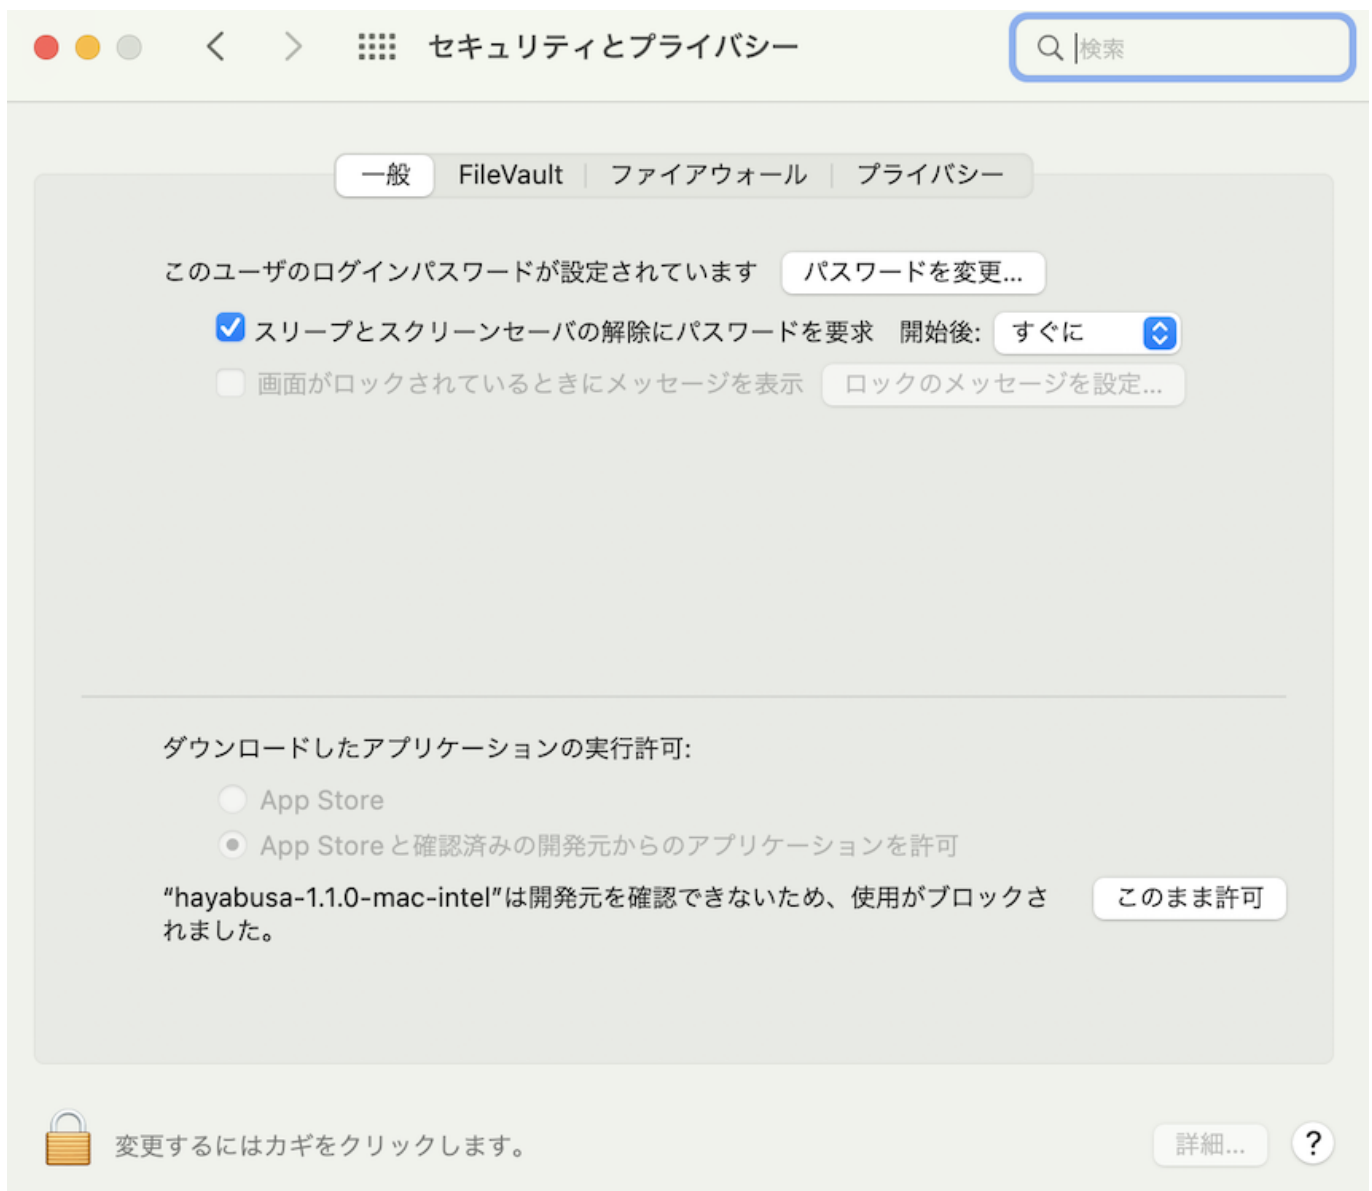 セキュリティとプライバシー
検索
一般 FileVault ファイアウォール プライバシー
このユーザのログインパスワードが設定されています パスワードを変更...
スリープとスクリーンセーバの解除にパスワードを要求 開始後: すぐに
画面がロックされているときにメッセージを表示 ロックのメッセージを設定...
ダウンロードしたアプリケーションの実行許可:
App Store
App Storeと確認済みの開発元からのアプリケーションを許可
“hayabusa-1.1.0-mac-intel”は開発元を確認できないため、使用がブロックさ このまま許可
れました。
変更するにはカギをクリックします。 詳細... ?